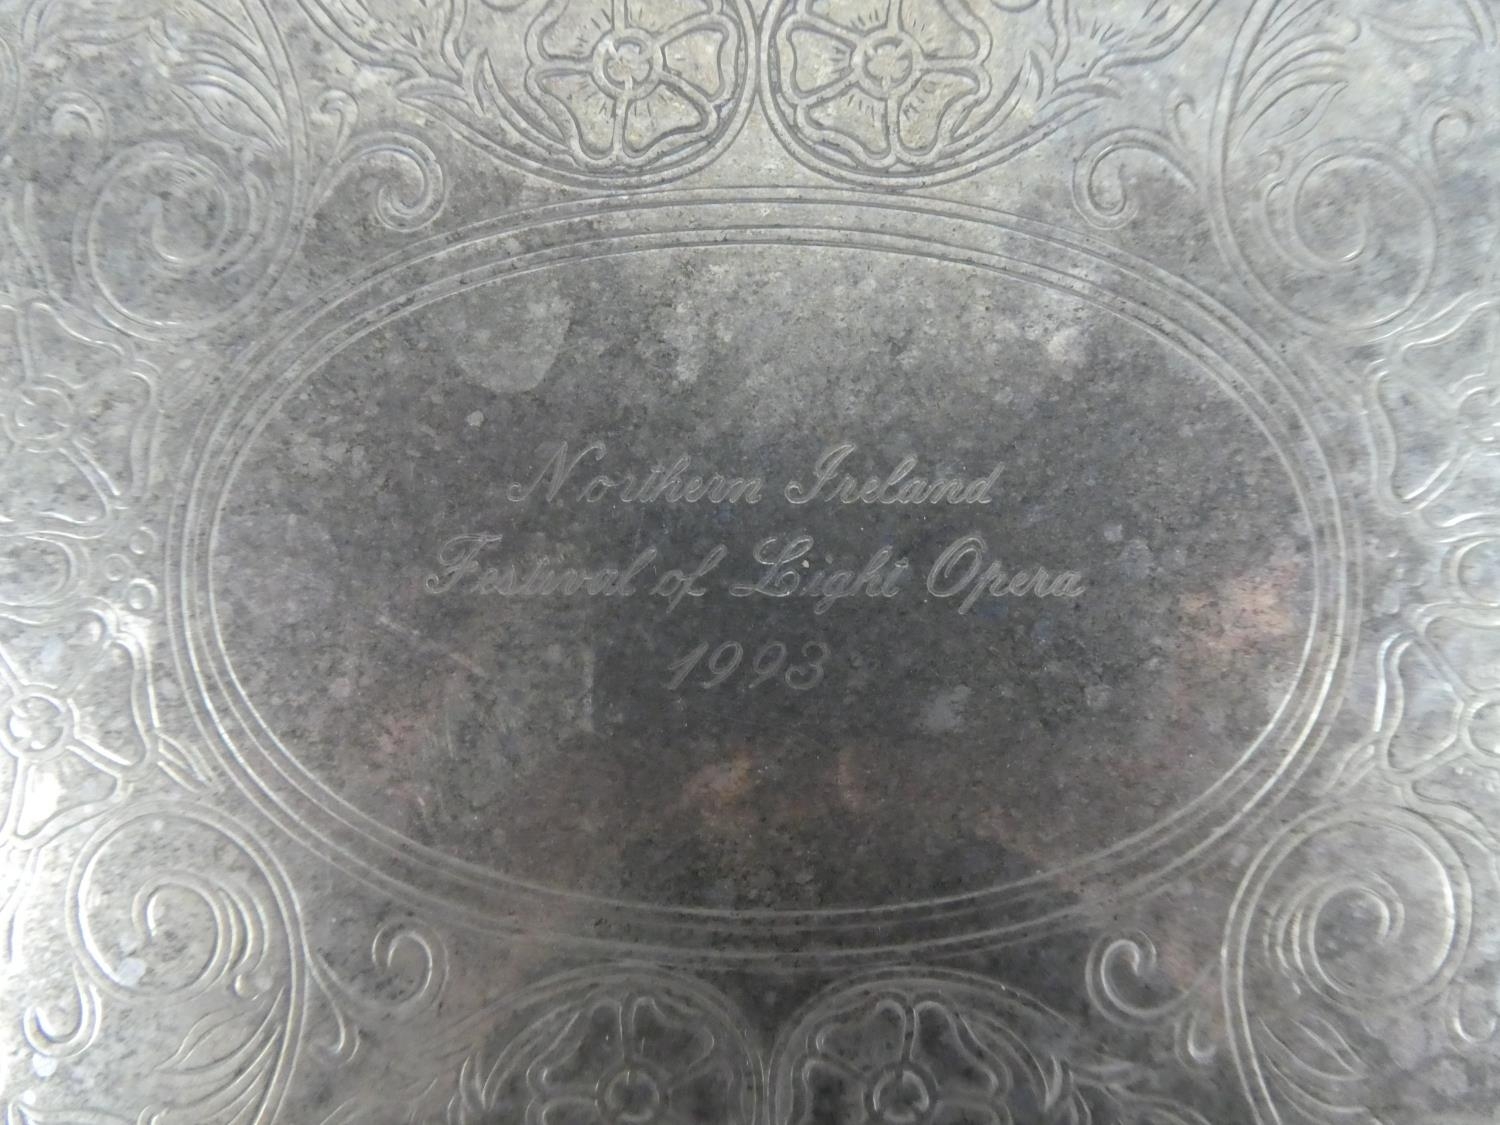 Northern Ireland
Festival of Light Opera
1993